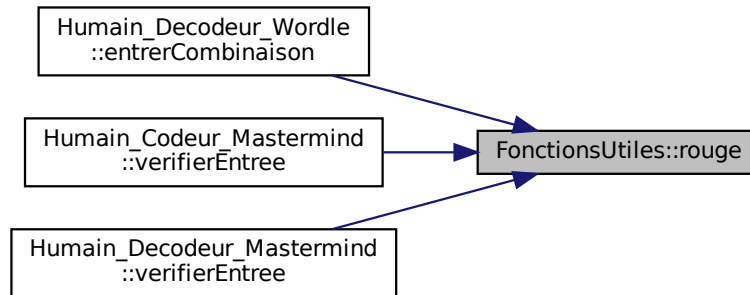 Humain_Decodeur_Wordle
::entrerCombinaison
Humain_Codeur_Mastermind
::verifierEntree
FonctionsUtiles::rouge
Humain_Decodeur_Mastermind
::verifierEntree